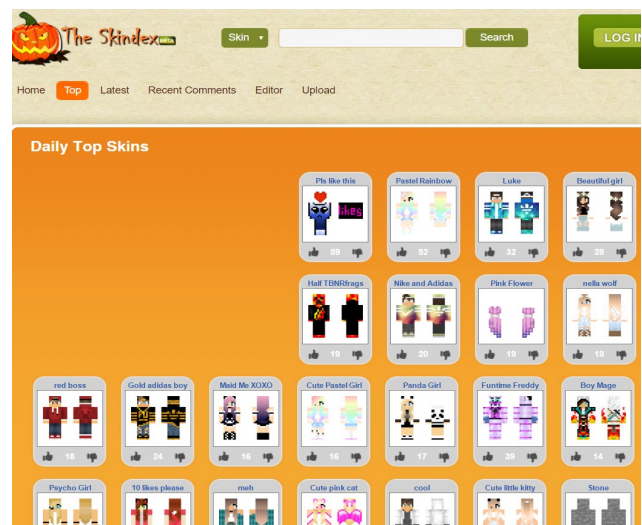 The Skindex BETA
Skin
Search
LOG IN
Home Top Latest Recent Comments Editor Upload
Daily Top Skins
Pls like this Pastel Rainbow Luke Beautiful girl
likes
59 52 32 28
Half TBNRfrags Nike and Adidas Pink Flower nella wolf
19 20 19 19
red boss Gold adidas boy Maid Me XOXO Cute Pastel Girl Panda Girl Funtime Freddy Boy Mage
18 24 16 16 17 39 14
Psycho Girl 10 likes please meh Cute pink cat cool Cute little kitty Stone